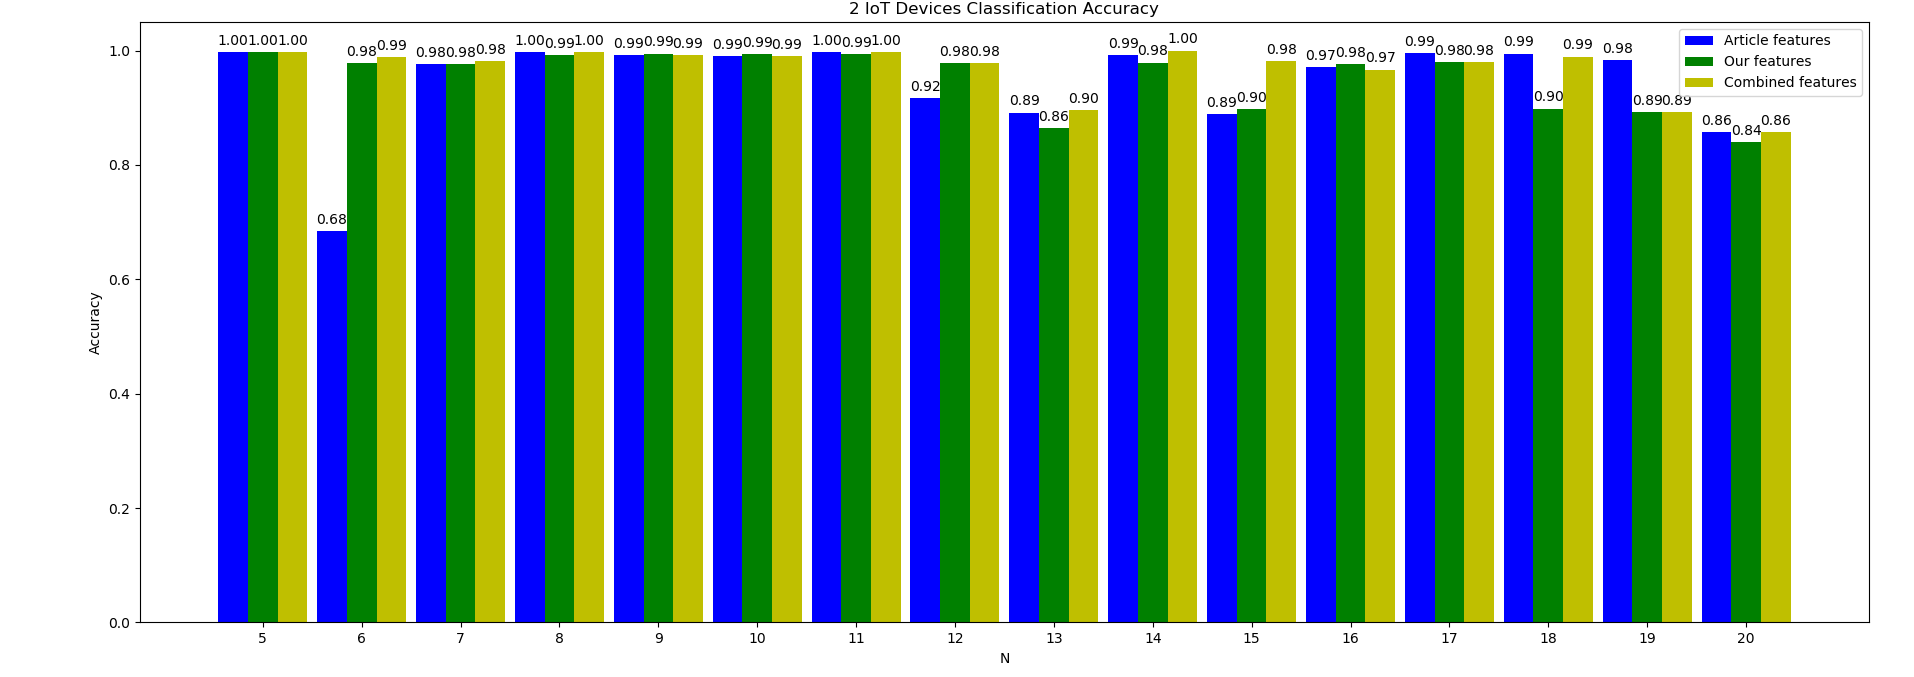 2 IoT Devices Classification Accuracy
Article features
Our features
Combined features
1.00 1.00 1.00
0.68 0.98 0.99
0.98 0.98 0.98
1.00 0.99 1.00
0.99 0.99 0.99
0.99 0.99 0.99
1.00 0.99 1.00
0.92 0.98 0.98
0.89 0.86 0.90
0.99 0.98 1.00
0.89 0.90 0.98
0.97 0.98 0.97
0.99 0.98 0.98
0.99 0.90 0.99
0.98 0.89 0.89
0.86 0.84 0.86
1.0
0.8
0.6
0.4
0.2
0.0
Accuracy
5 6 7 8 9 10 11 12 13 14 15 16 17 18 19 20
N